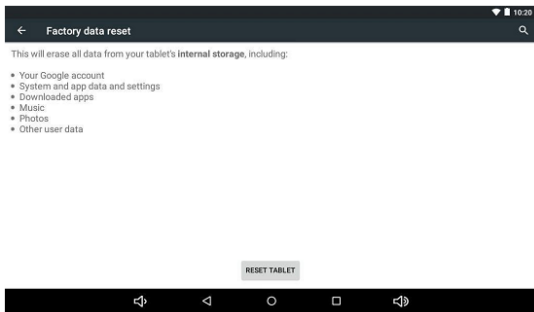 10:20
Factory data reset
This will erase all data from your tablet's internal storage, including:
• Your Google account
• System and app data and settings
• Downloaded apps
• Music
• Photos
• Other user data
RESET TABLET